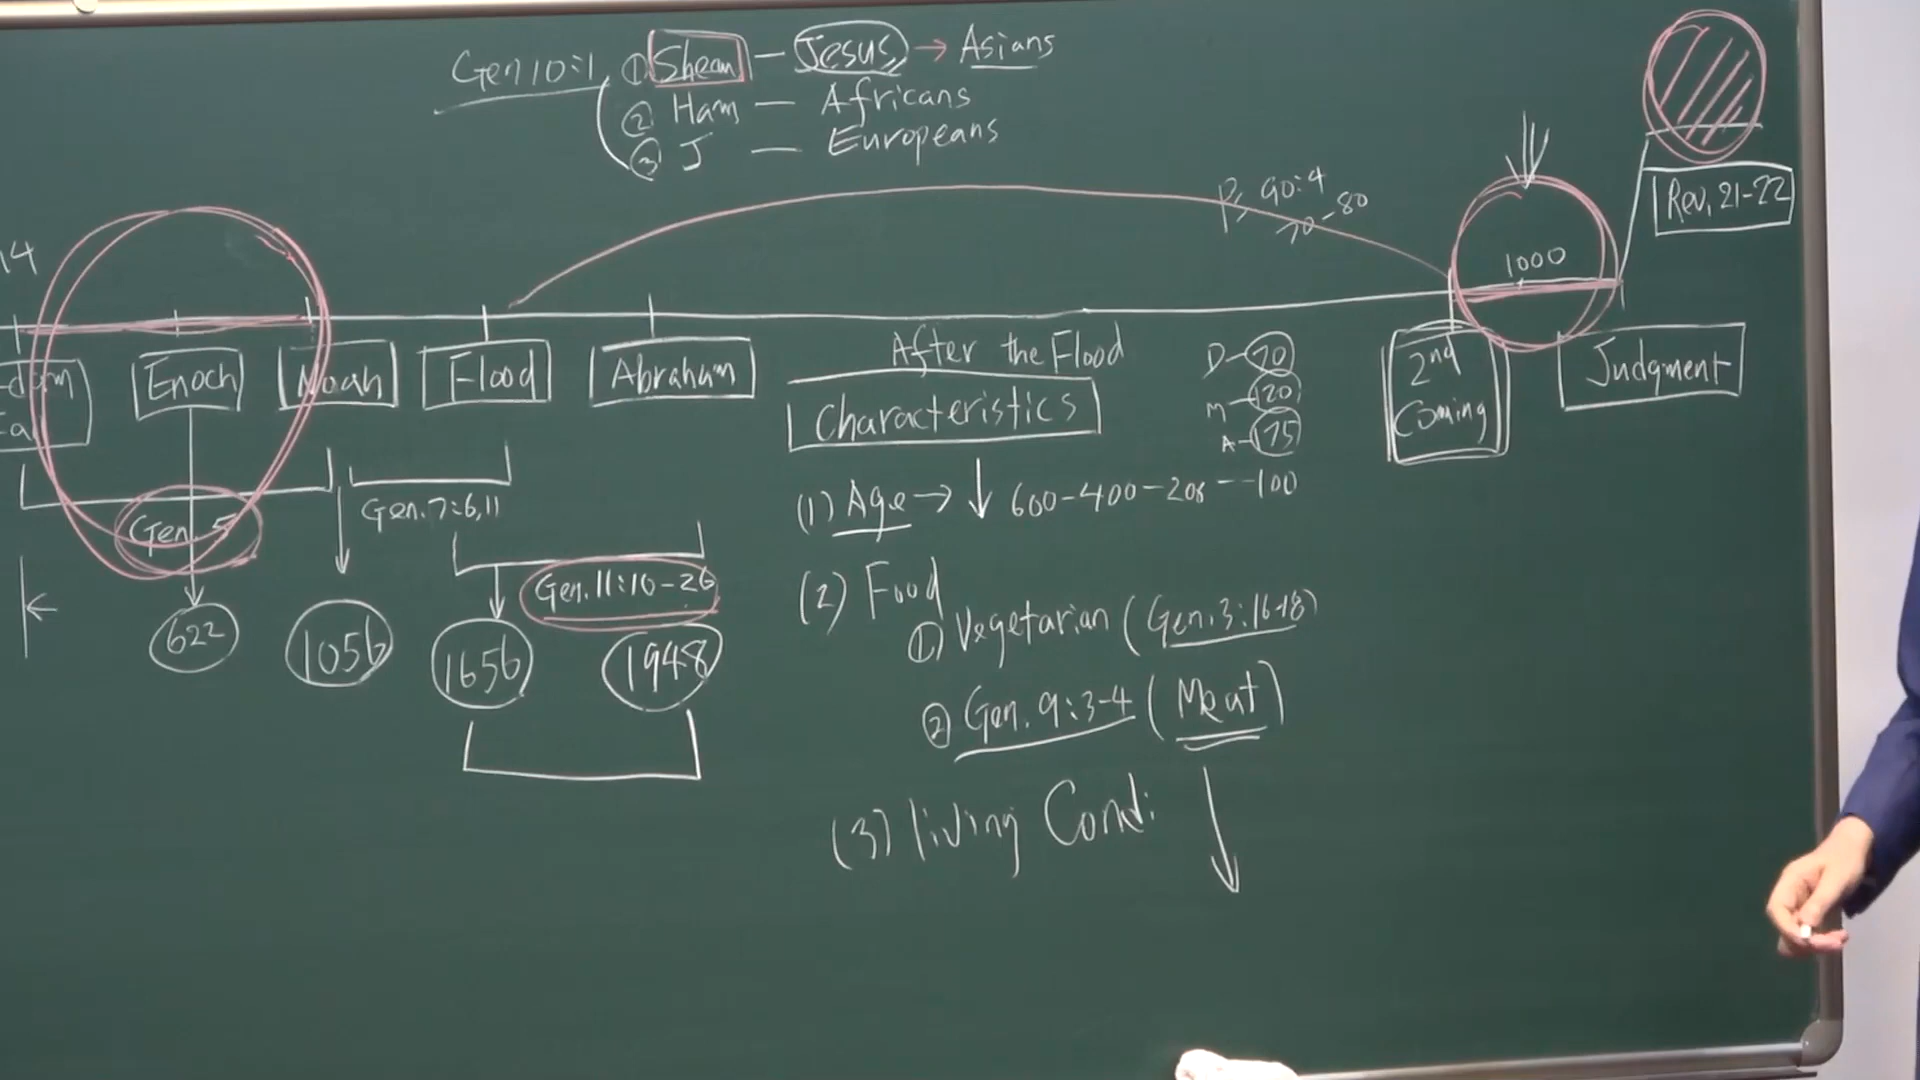 Gen 10:1 ① Shem — Jesus → Asians
② Ham — Africans
③ J — Europeans
Ps 90:4
70-80
14
1000
Rev. 21-22
Enoch
Noah
Flood
Abraham
After the Flood
Characteristics
D-70
M-120
A-175
2nd
Coming
Judgment
Gen. 5
Gen. 7:6,11
Gen. 11:10-26
622
1056
1656
1948
(1) Age → ↓ 600-400-200--100
(2) Food
① Vegetarian (Gen. 3:16-18)
② Gen. 9:3-4 (Meat)
(3) living Condi.